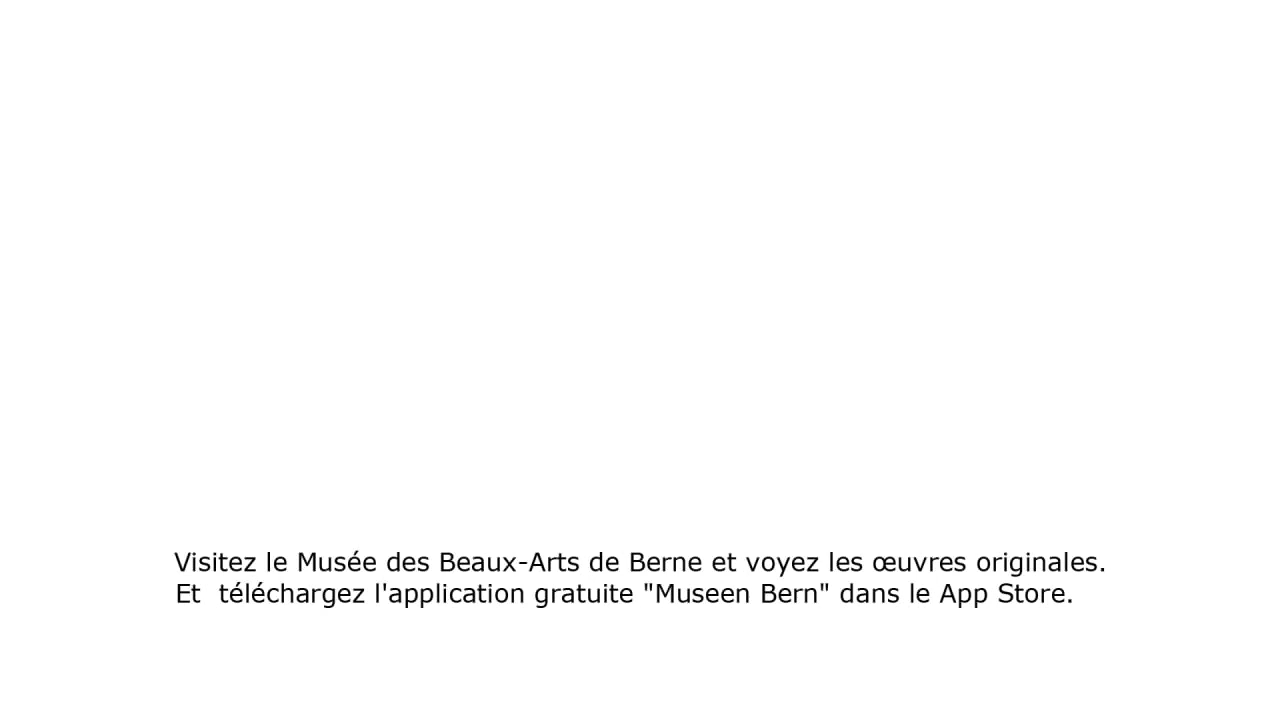 Visitez le Musée des Beaux-Arts de Berne et voyez les œuvres originales.
Et  téléchargez l'application gratuite "Museen Bern" dans le App Store.